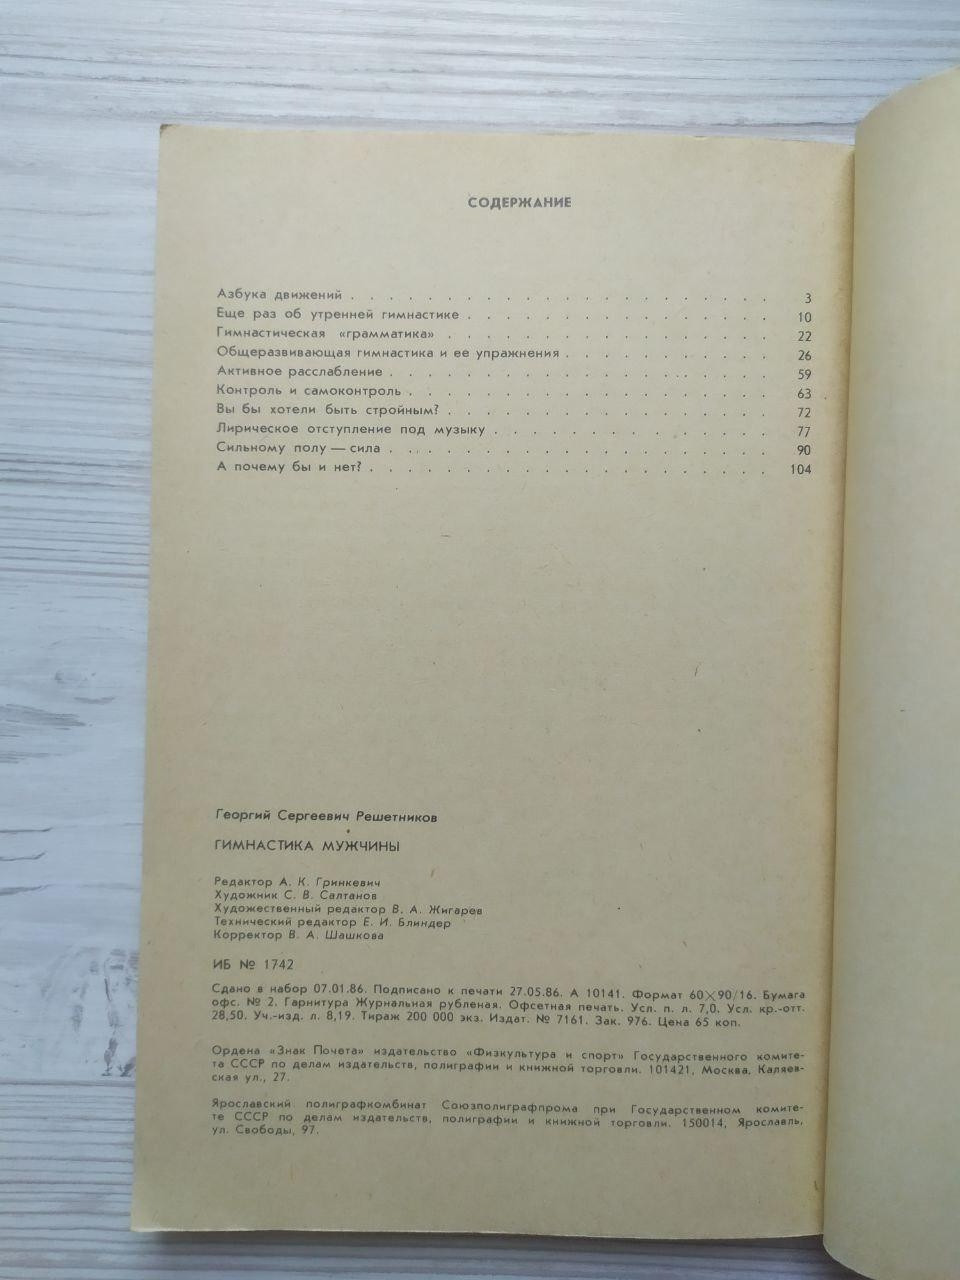 СОДЕРЖАНИЕ
Азбука движений . . . . . . . . . . . . . . . . . . . . . . 3
Еще раз об утренней гимнастике . . . . . . . . . . . . . . . . 10
Гимнастическая «грамматика» . . . . . . . . . . . . . . . . . 22
Общеразвивающая гимнастика и ее упражнения . . . . . . . . . . . 26
Активное расслабление . . . . . . . . . . . . . . . . . . . . 59
Контроль и самоконтроль . . . . . . . . . . . . . . . . . . . 63
Вы бы хотели быть стройным? . . . . . . . . . . . . . . . . . 72
Лирическое отступление под музыку . . . . . . . . . . . . . . . 77
Сильному полу — сила . . . . . . . . . . . . . . . . . . . . 90
А почему бы и нет? . . . . . . . . . . . . . . . . . . . . . 104
Георгий Сергеевич Решетников
ГИМНАСТИКА МУЖЧИНЫ
Редактор А. К. Гринкевич
Художник С. В. Салтанов
Художественный редактор В. А. Жигарев
Технический редактор Е. И. Блиндер
Корректор В. А. Шашкова
ИБ № 1742
Сдано в набор 07.01.86. Подписано к печати 27.05.86. А 10141. Формат 60×90/16. Бумага
офс. № 2. Гарнитура Журнальная рубленая. Офсетная печать. Усл. п. л. 7,0. Усл. кр.-отт.
28,50. Уч.-изд. л. 8,19. Тираж 200 000 экз. Издат. № 7161. Зак. 976. Цена 65 коп.
Ордена «Знак Почета» издательство «Физкультура и спорт» Государственного комите-
та СССР по делам издательств, полиграфии и книжной торговли. 101421, Москва, Каляев-
ская ул., 27.
Ярославский полиграфкомбинат Союзполиграфпрома при Государственном комите-
те СССР по делам издательств, полиграфии и книжной торговли. 150014, Ярославль,
ул. Свободы, 97.